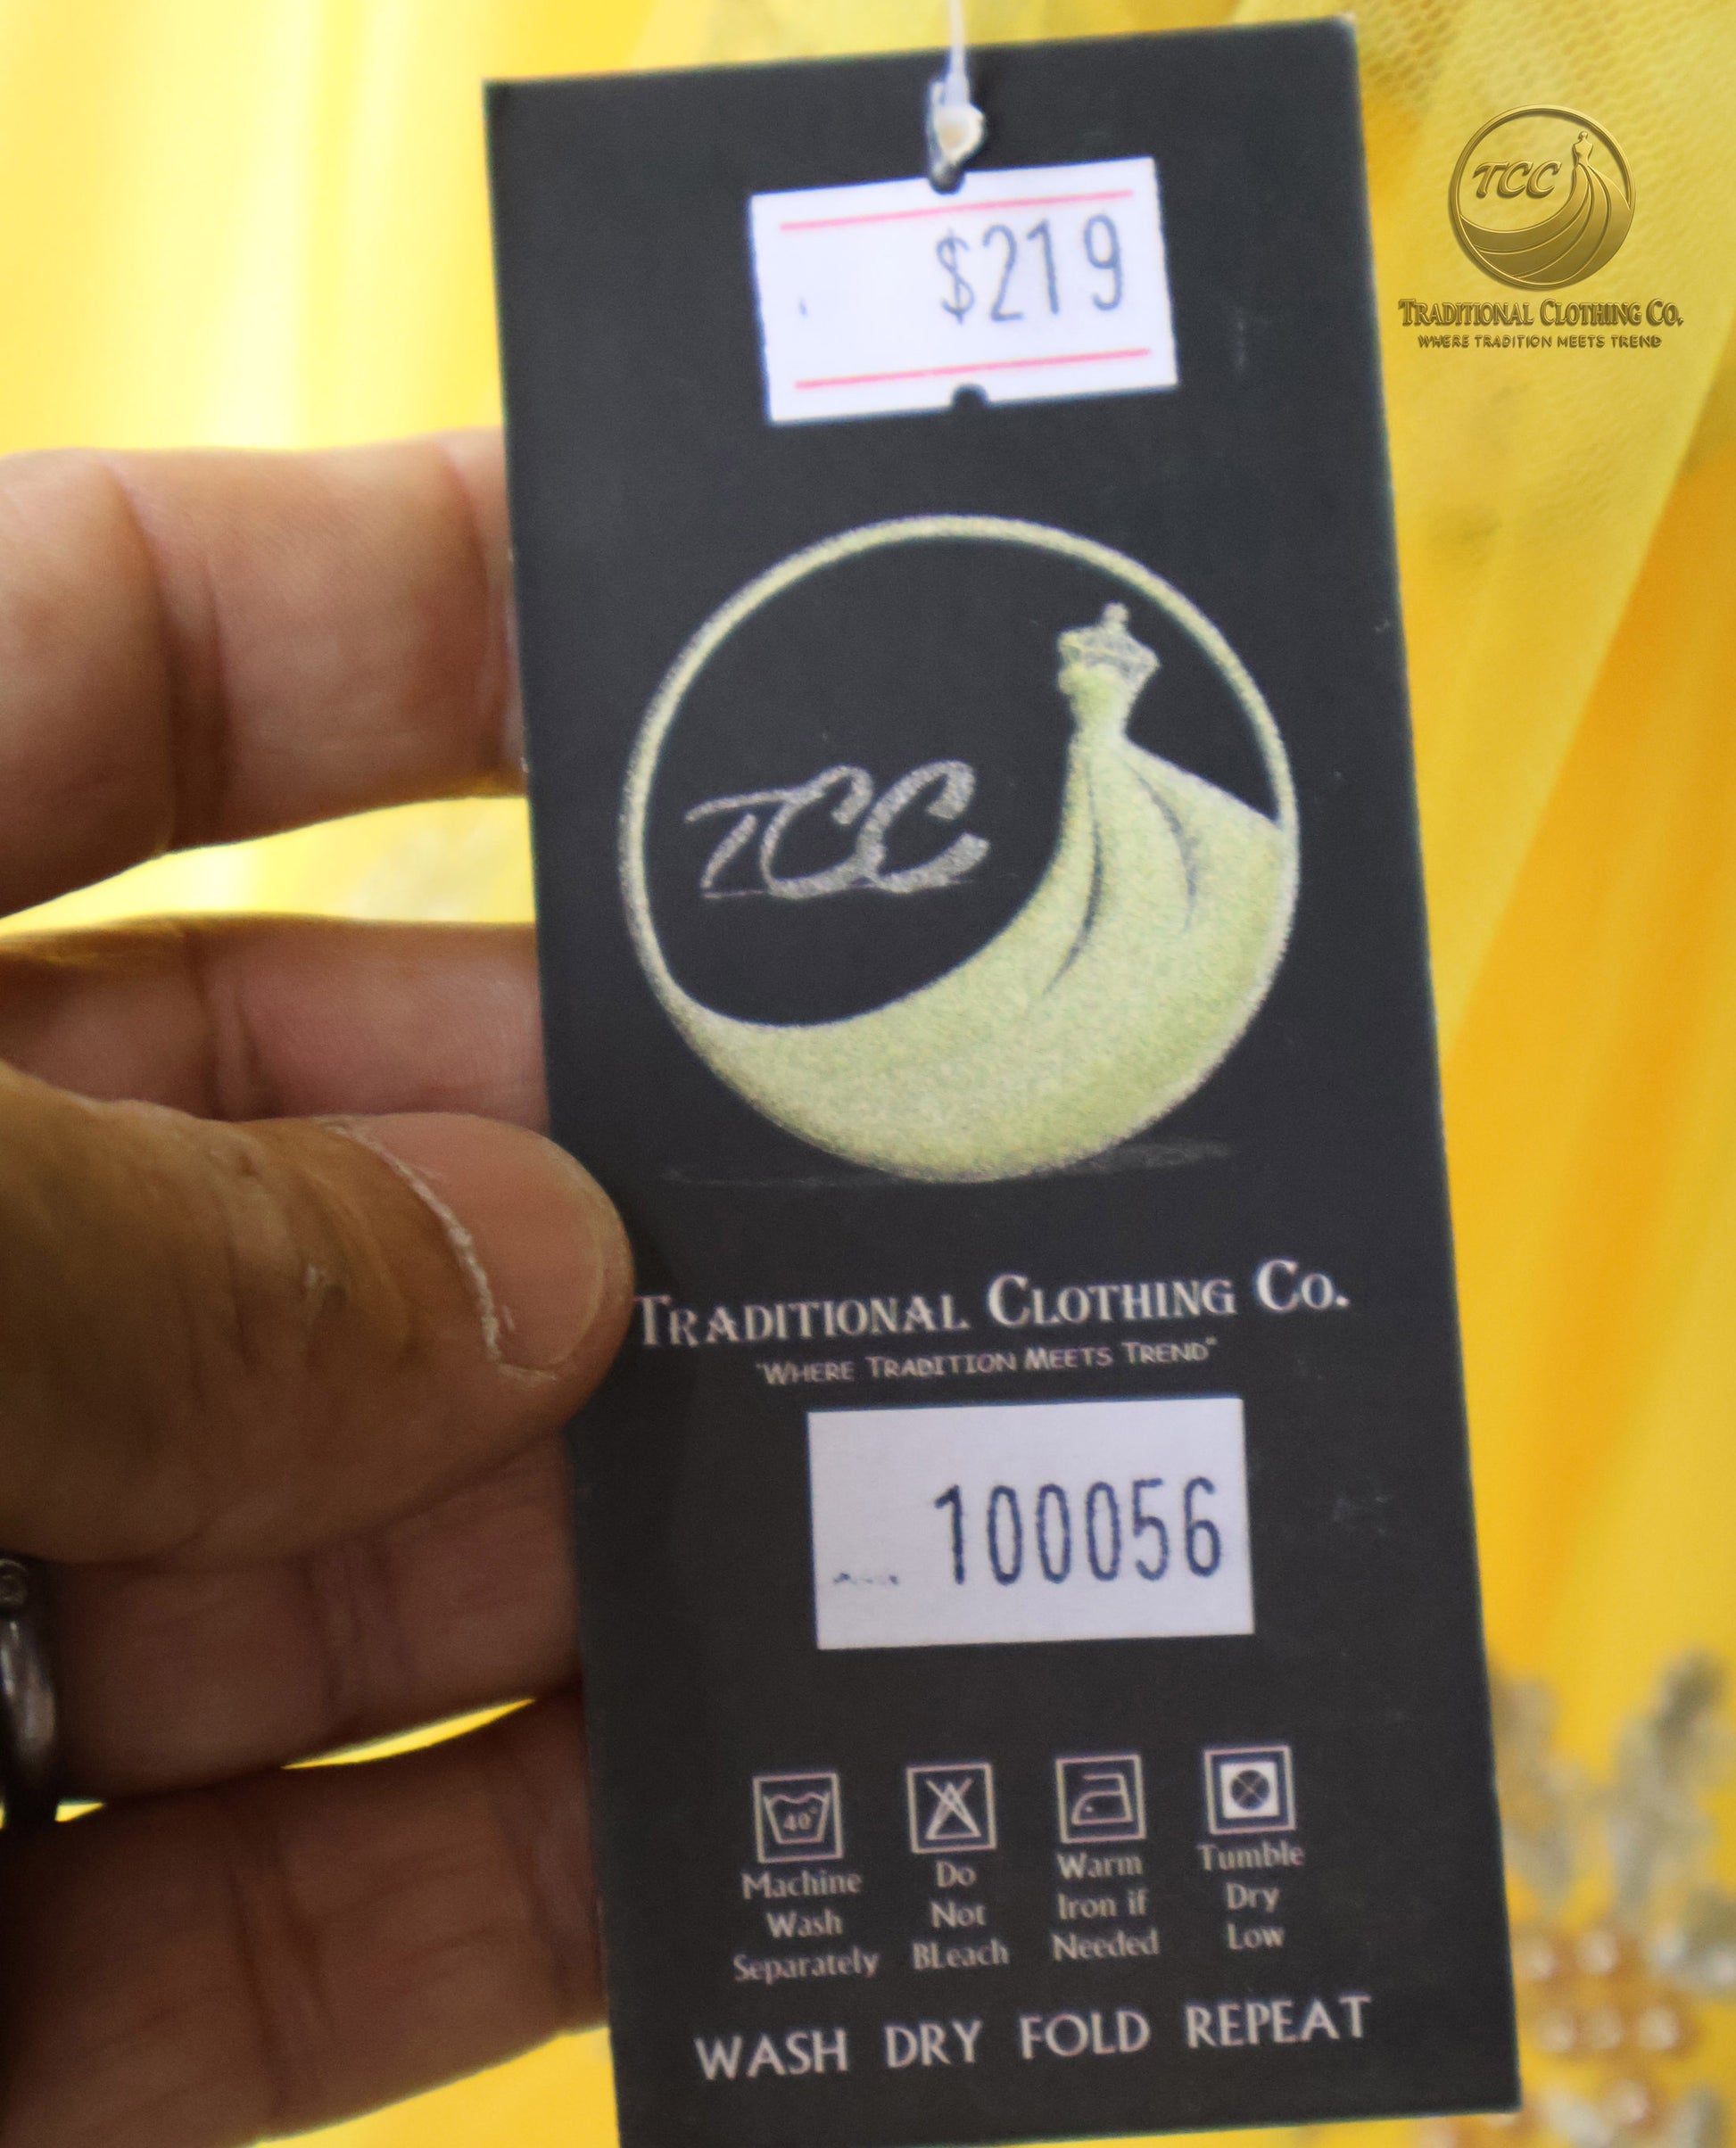 $219
TCC
TRADITIONAL CLOTHING CO.
WHERE TRADITION MEETS TREND
TCC
TRADITIONAL CLOTHING CO.
"WHERE TRADITION MEETS TREND"
100056
40°
Machine
Wash
Separately
Do
Not
BLeach
Warm
Iron if
Needed
Tumble
Dry
Low
WASH DRY FOLD REPEAT